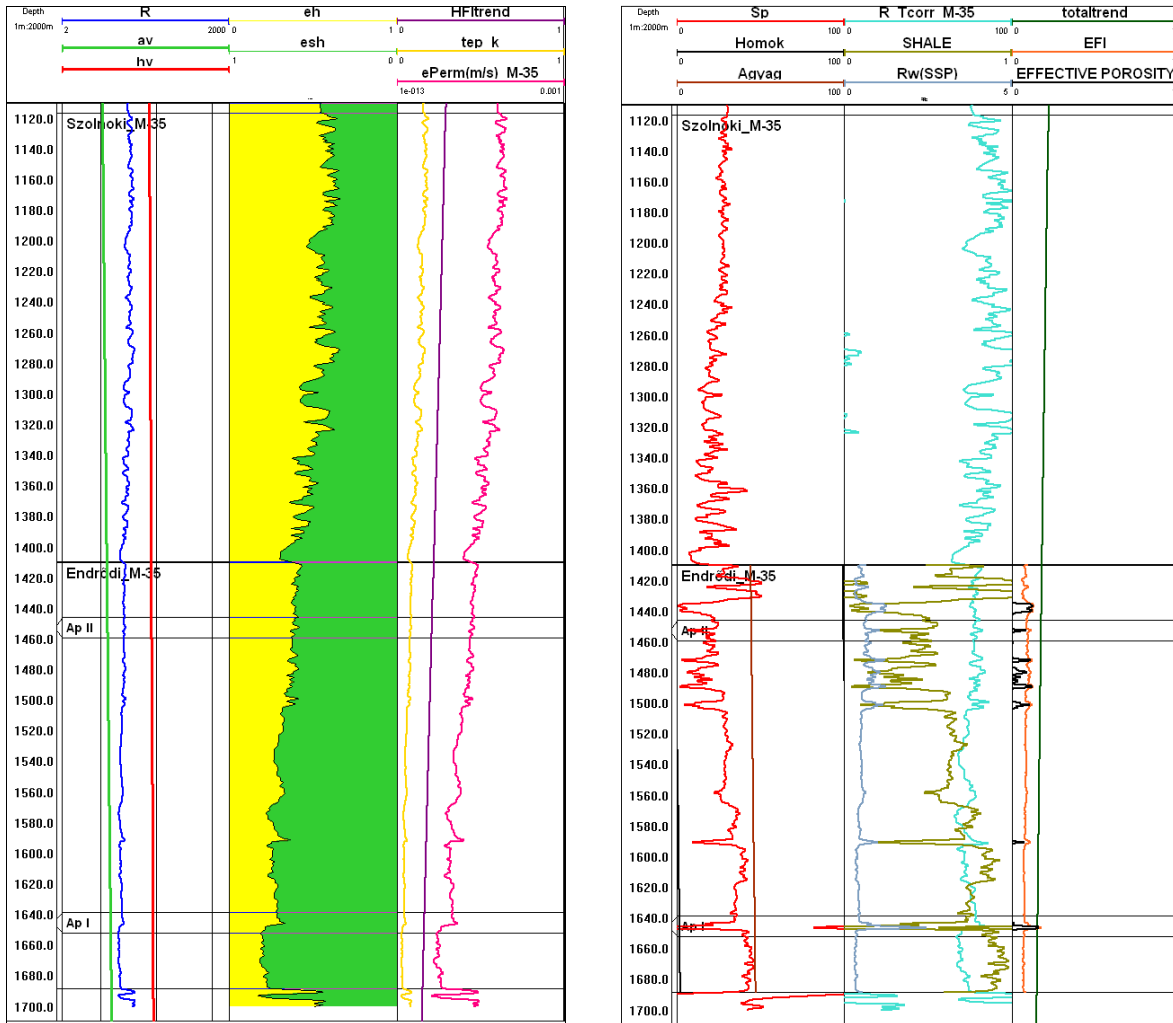 Depth R eh HFItrend
1m:2000m 2 2000 0 1 0 1
av esh tep_k
1 0 0 1
hv ePerm(m/s)_M-35
1e-013 0.001
1120.0 Szolnoki_M-35
1140.0
1160.0
1180.0
1200.0
1220.0
1240.0
1260.0
1280.0
1300.0
1320.0
1340.0
1360.0
1380.0
1400.0
Endrődi_M-35
1420.0
1440.0
Ap II
1460.0
1480.0
1500.0
1520.0
1540.0
1560.0
1580.0
1600.0
1620.0
1640.0
Ap I
1660.0
1680.0
1700.0
Depth Sp R_Tcorr_M-35 totaltrend
1m:2000m 0 100 0 100 0
Homok SHALE EFI
0 100 0 1 0
Agyag Rw(SSP) EFFECTIVE POROSITY
0 100 0 5 0
1120.0 Szolnoki_M-35
1140.0
1160.0
1180.0
1200.0
1220.0
1240.0
1260.0
1280.0
1300.0
1320.0
1340.0
1360.0
1380.0
1400.0
Endrődi_M-35
1420.0
1440.0
Ap II
1460.0
1480.0
1500.0
1520.0
1540.0
1560.0
1580.0
1600.0
1620.0
1640.0
Ap I
1660.0
1680.0
1700.0